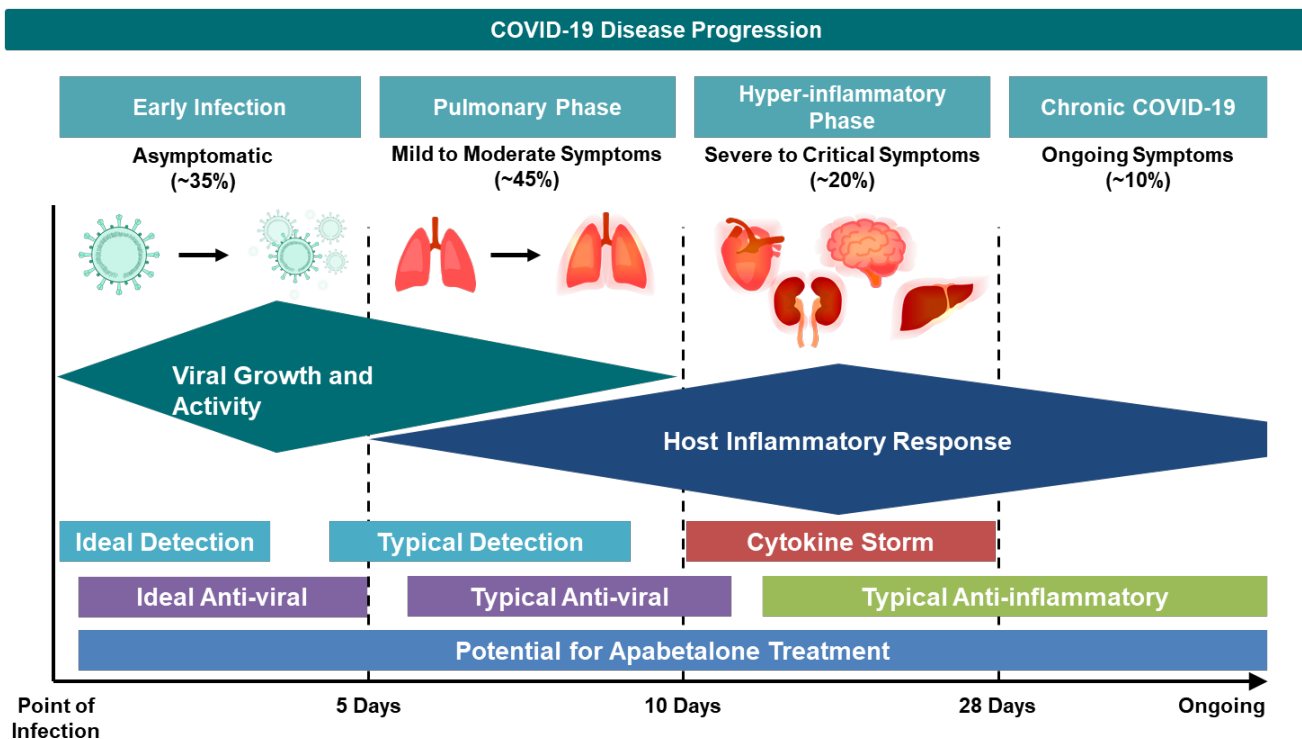 COVID-19 Disease Progression
Early Infection
Pulmonary Phase
Hyper-inflammatory
Phase
Chronic COVID-19
Asymptomatic
(~35%)
Mild to Moderate Symptoms
(~45%)
Severe to Critical Symptoms
(~20%)
Ongoing Symptoms
(~10%)
Viral Growth and
Activity
Host Inflammatory Response
Ideal Detection
Typical Detection
Cytokine Storm
Ideal Anti-viral
Typical Anti-viral
Typical Anti-inflammatory
Potential for Apabetalone Treatment
Point of
Infection
5 Days
10 Days
28 Days
Ongoing